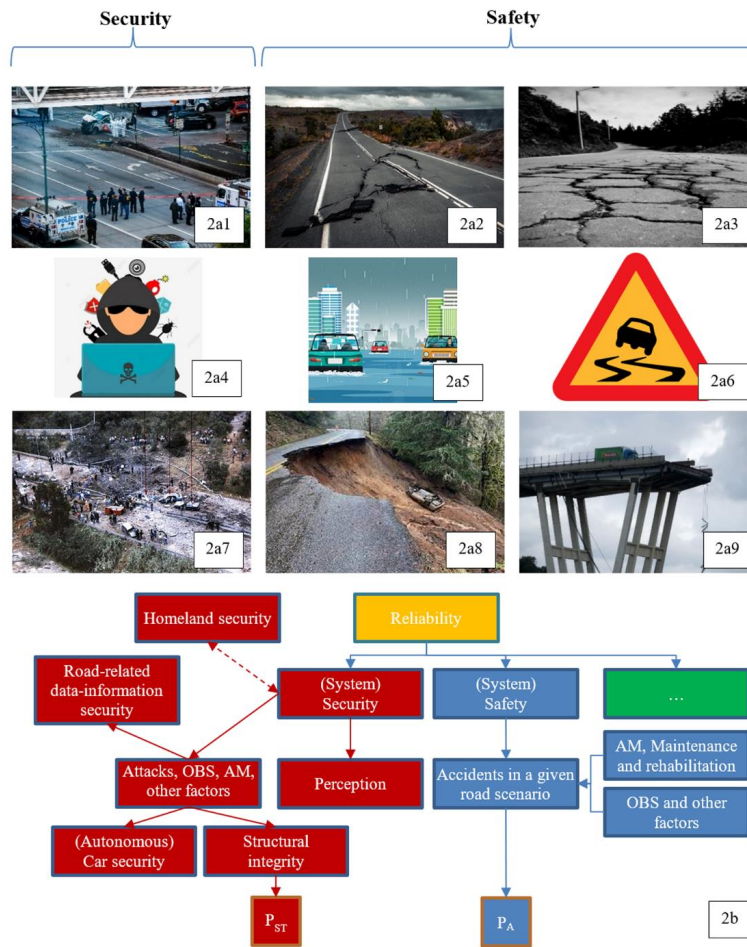 Security
Safety
2a1
2a2
2a3
2a4
2a5
2a6
2a7
2a8
2a9
Homeland security
Reliability
Road-related
data-information
security
(System)
Security
(System)
Safety
...
Attacks, OBS, AM,
other factors
Perception
Accidents in a given
road scenario
AM, Maintenance
and rehabilitation
OBS and other
factors
(Autonomous)
Car security
Structural
integrity
PST
PA
2b